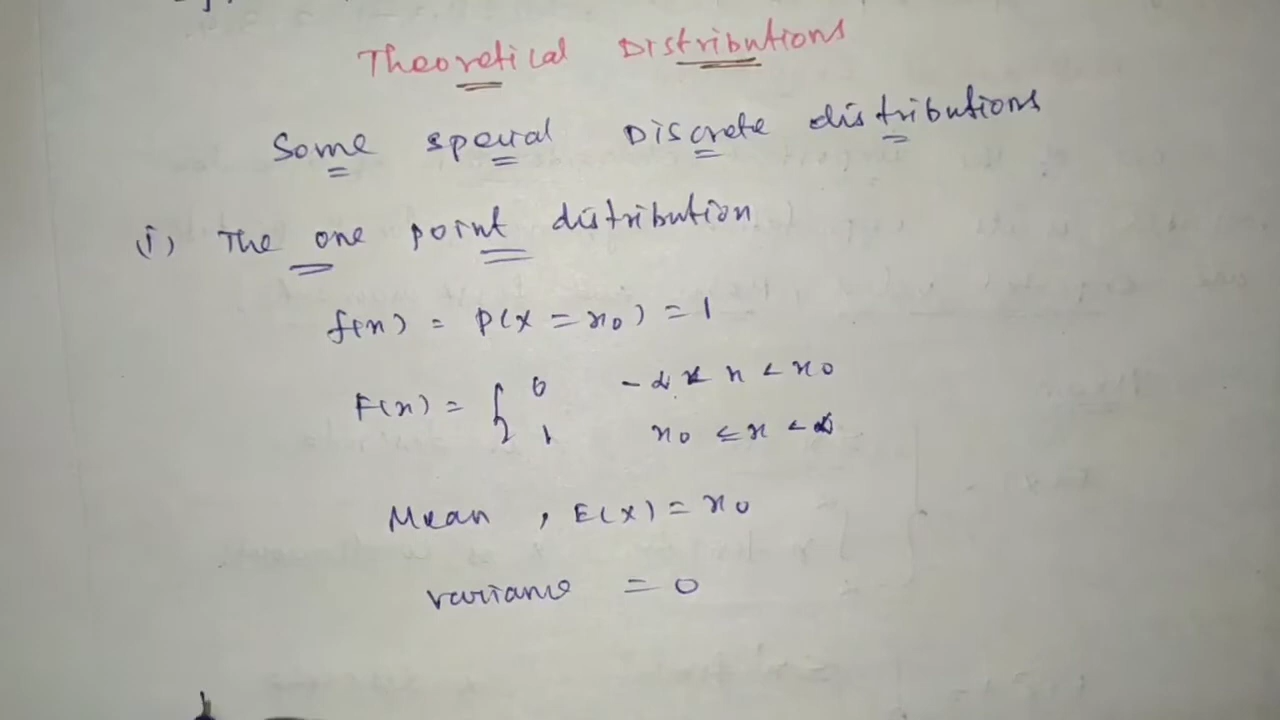 Theoretical Distributions
Some special Discrete distributions
(i) The one point distribution
f(x) = P(X = x₀) = 1
F(x) = { 0   -∞ < x < x₀
1   x₀ ≤ x < ∞
Mean , E(X) = x₀
variance = 0